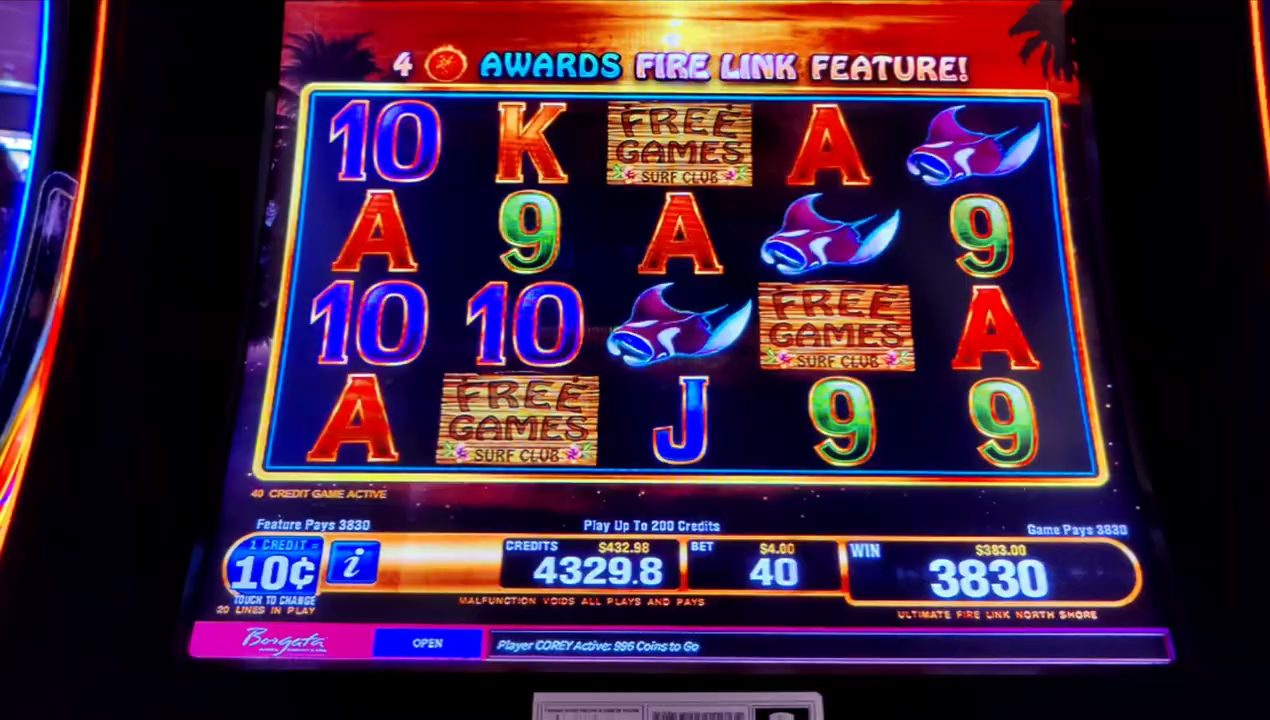 4 AWARDS FIRE LINK FEATURE!
10 K FREE GAMES SURF CLUB A
A 9 A 9
10 10 FREE GAMES SURF CLUB A
A FREE GAMES SURF CLUB J 9 9
40 CREDIT GAME ACTIVE
Feature Pays 3830 Play Up To 200 Credits Game Pays 3830
1 CREDIT = CREDITS $432.98 BET $4.00 WIN $383.00
10¢ i 4329.8 40 3830
TOUCH TO CHANGE
20 LINES IN PLAY MALFUNCTION VOIDS ALL PLAYS AND PAYS ULTIMATE FIRE LINK NORTH SHORE
Borgata OPEN Player COREY Active: 996 Coins to Go